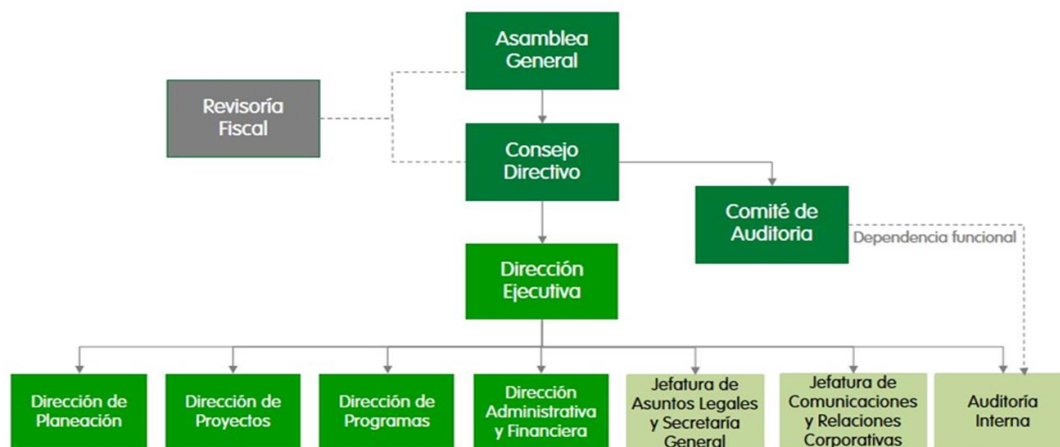 Asamblea
General
Revisoría
Fiscal
Consejo
Directivo
Comité de
Auditoria
Dependencia funcional
Dirección
Ejecutiva
Dirección de
Planeación
Dirección de
Proyectos
Dirección de
Programas
Dirección
Administrativa
y Financiera
Jefatura de
Asuntos Legales
y Secretaría
General
Jefatura de
Comunicaciones
y Relaciones
Corporativas
Auditoría
Interna